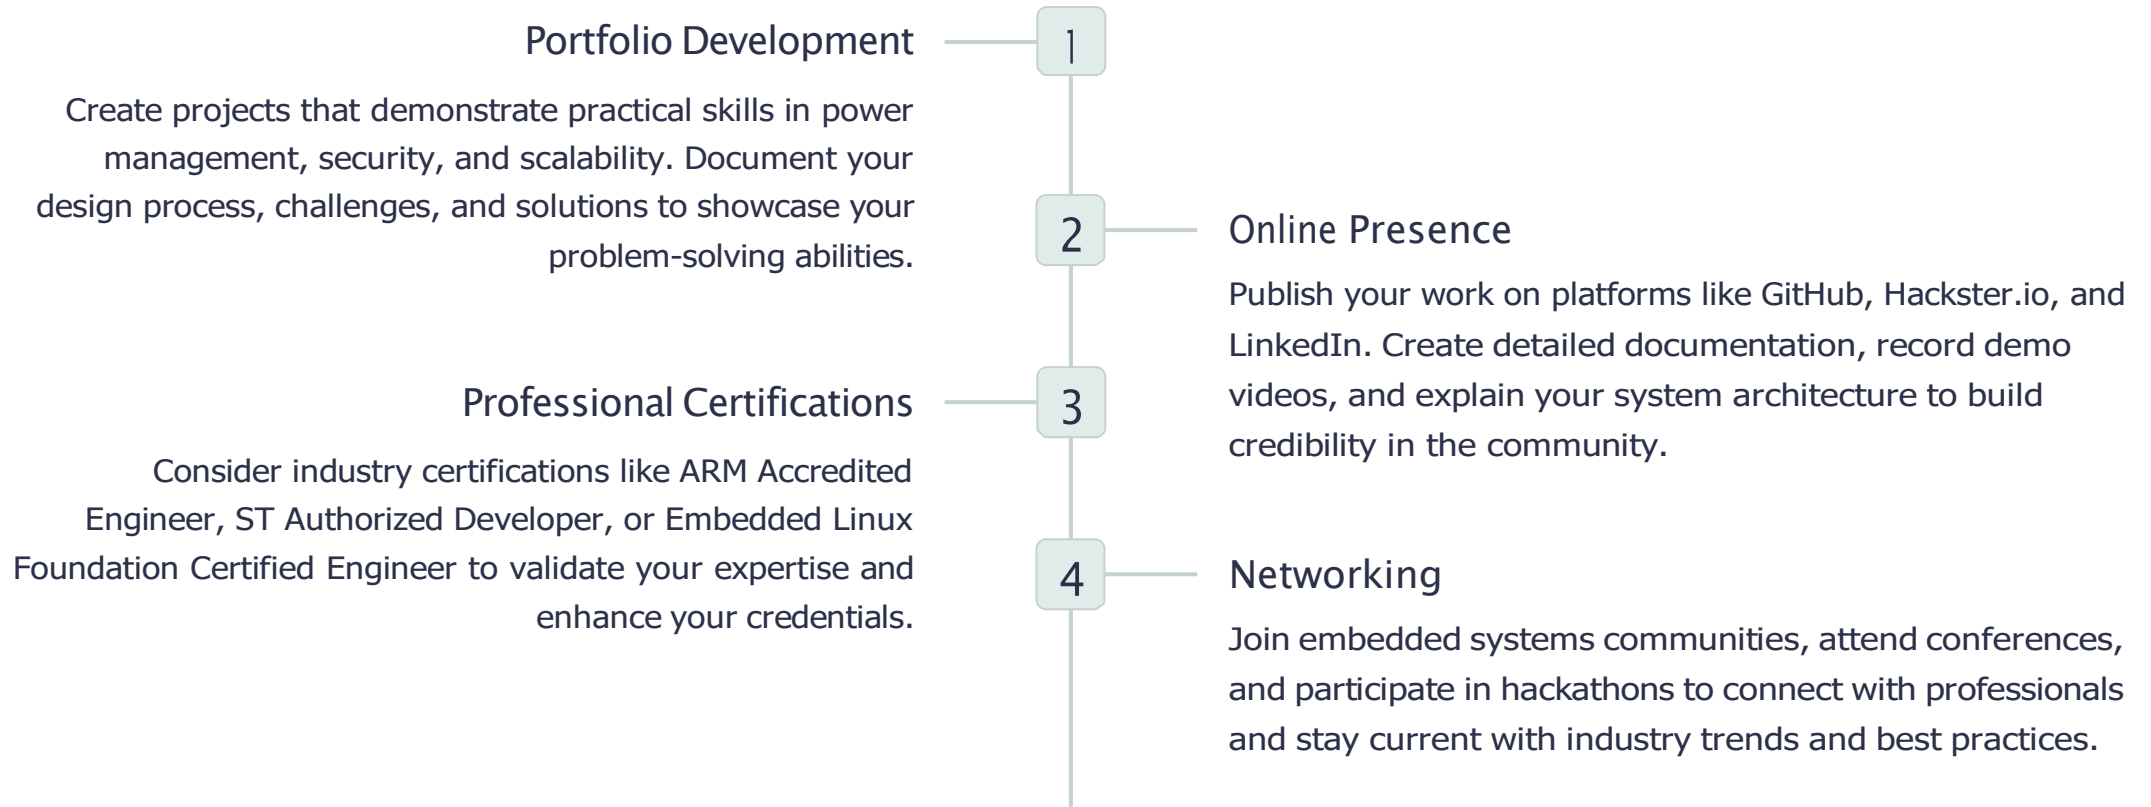 Portfolio Development
1
Create projects that demonstrate practical skills in power
management, security, and scalability. Document your
design process, challenges, and solutions to showcase your
problem-solving abilities.
2
Online Presence
Publish your work on platforms like GitHub, Hackster.io, and
LinkedIn. Create detailed documentation, record demo
videos, and explain your system architecture to build
credibility in the community.
Professional Certifications
3
Consider industry certifications like ARM Accredited
Engineer, ST Authorized Developer, or Embedded Linux
Foundation Certified Engineer to validate your expertise and
enhance your credentials.
4
Networking
Join embedded systems communities, attend conferences,
and participate in hackathons to connect with professionals
and stay current with industry trends and best practices.